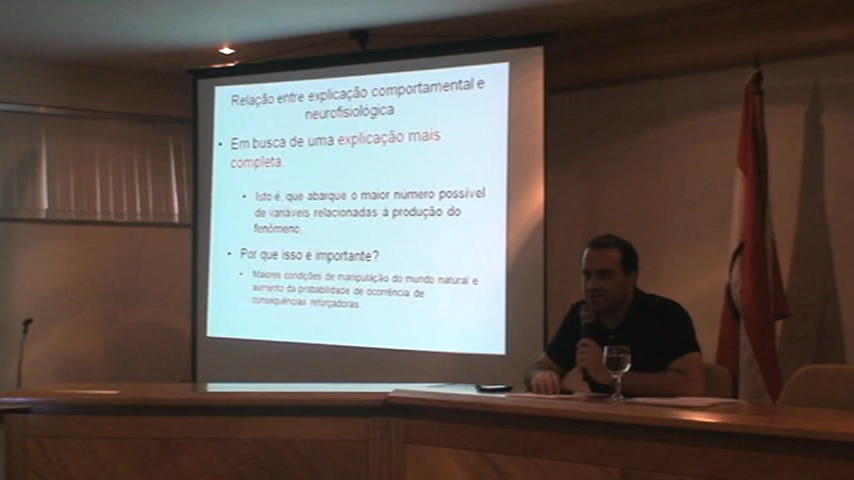 Relação entre explicação comportamental e
neurofisiológica
• Em busca de uma explicação mais
completa.
• Isto é, que abarque o maior número possível
de variáveis relacionadas à produção do
fenômeno.
• Por que isso é importante?
• Maiores condições de manipulação do mundo natural e
aumento da probabilidade de ocorrência de
consequências reforçadoras